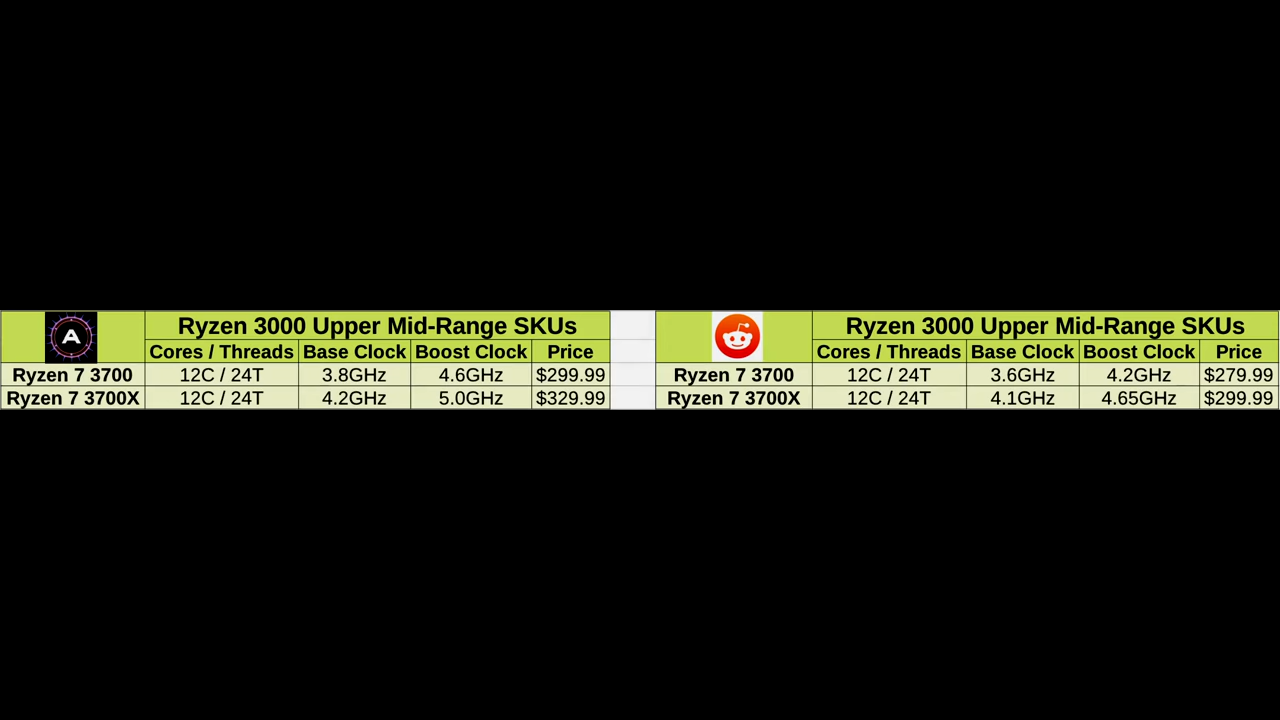 A
Ryzen 3000 Upper Mid-Range SKUs
Cores / Threads Base Clock Boost Clock Price
Ryzen 7 3700 12C / 24T 3.8GHz 4.6GHz $299.99
Ryzen 7 3700X 12C / 24T 4.2GHz 5.0GHz $329.99
Ryzen 3000 Upper Mid-Range SKUs
Cores / Threads Base Clock Boost Clock Price
Ryzen 7 3700 12C / 24T 3.6GHz 4.2GHz $279.99
Ryzen 7 3700X 12C / 24T 4.1GHz 4.65GHz $299.99